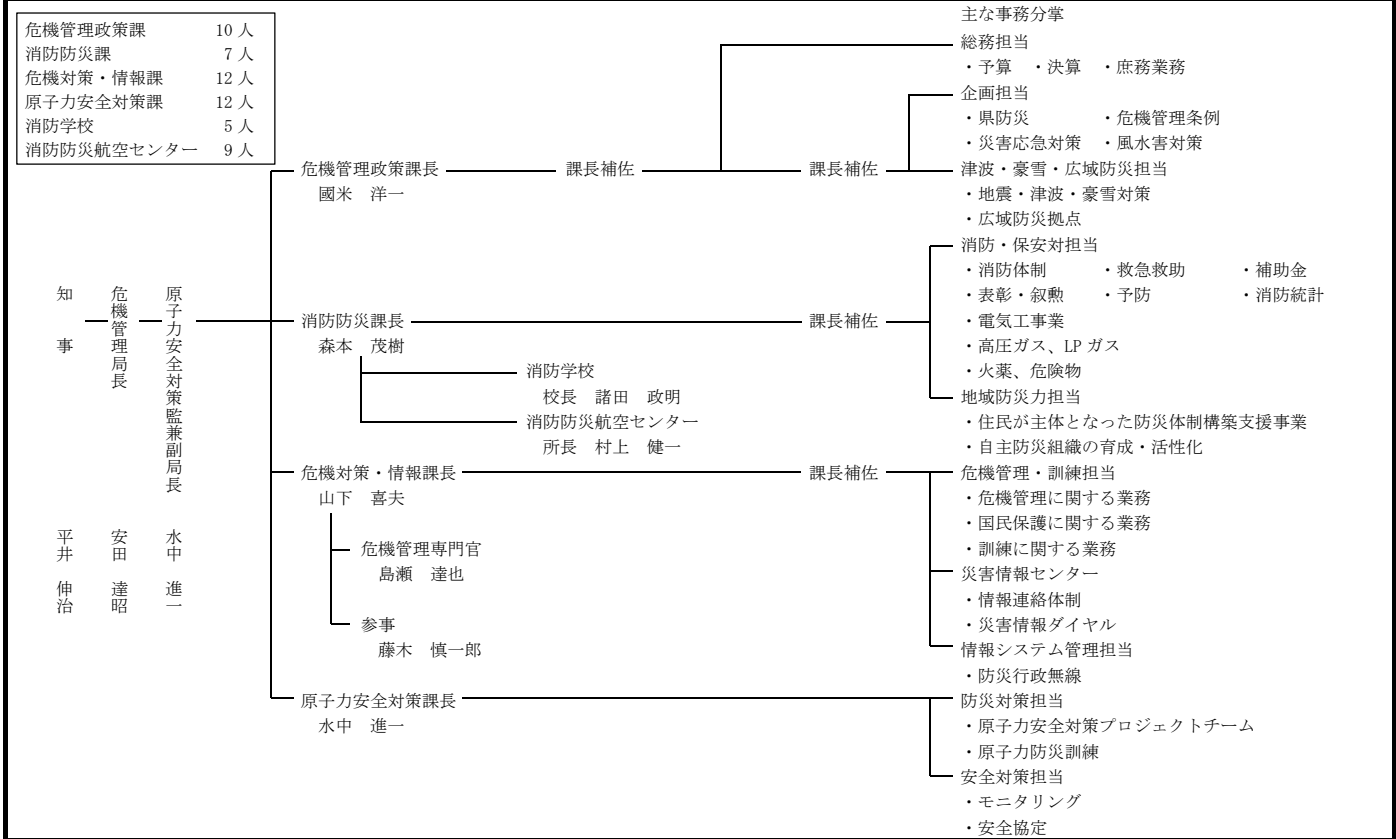 危機管理政策課 10 人
消防防災課 7 人
危機対策・情報課 12 人
原子力安全対策課 12 人
消防学校 5 人
消防防災航空センター 9 人
知事 平井 伸治
危機管理局長 安田 達昭
原子力安全対策監兼副局長 水中 進一
危機管理政策課長 課長補佐 課長補佐
國米 洋一
主な事務分掌
総務担当
・予算 ・決算 ・庶務業務
企画担当
・県防災 ・危機管理条例
・災害応急対策 ・風水害対策
津波・豪雪・広域防災担当
・地震・津波・豪雪対策
・広域防災拠点
消防防災課長 課長補佐
森本 茂樹
消防学校
校長 諸田 政明
消防防災航空センター
所長 村上 健一
消防・保安対担当
・消防体制 ・救急救助 ・補助金
・表彰・叙勲 ・予防 ・消防統計
・電気工事業
・高圧ガス、LP ガス
・火薬、危険物
地域防災力担当
・住民が主体となった防災体制構築支援事業
・自主防災組織の育成・活性化
危機対策・情報課長 課長補佐
山下 喜夫
危機管理専門官
島瀬 達也
参事
藤木 慎一郎
危機管理・訓練担当
・危機管理に関する業務
・国民保護に関する業務
・訓練に関する業務
災害情報センター
・情報連絡体制
・災害情報ダイヤル
情報システム管理担当
・防災行政無線
原子力安全対策課長
水中 進一
防災対策担当
・原子力安全対策プロジェクトチーム
・原子力防災訓練
安全対策担当
・モニタリング
・安全協定